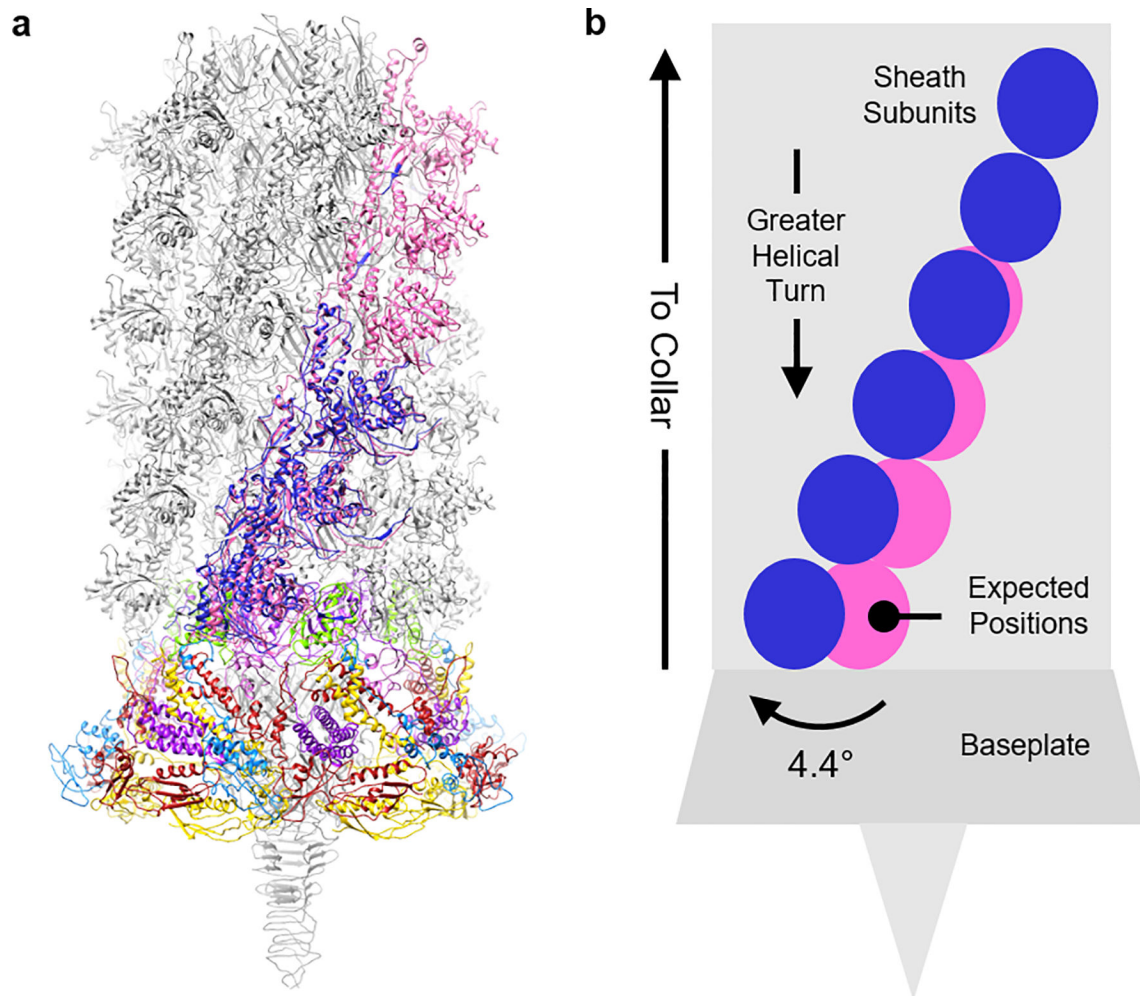 a
b
Sheath
Subunits
Greater
Helical
Turn
To Collar
Expected
Positions
Baseplate
4.4°